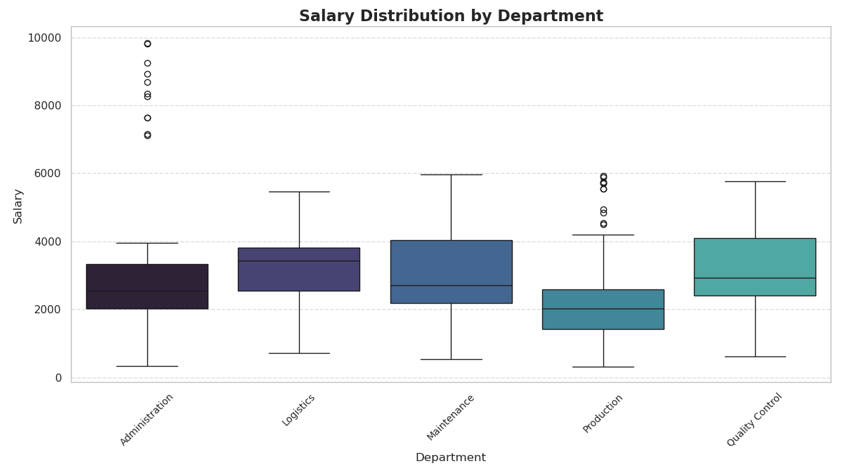 Salary Distribution by Department
10000
8000
6000
4000
2000
0
Salary
Administration
Logistics
Maintenance
Production
Quality Control
Department